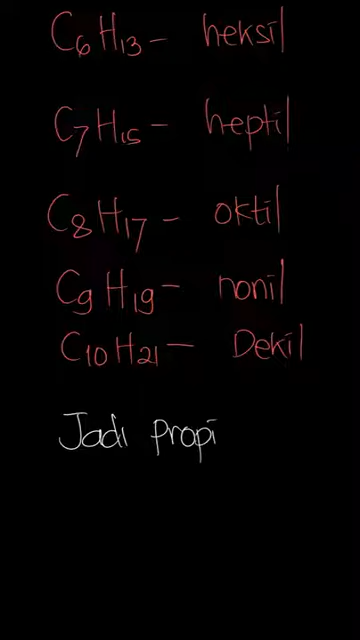 C₆H₁₃– heksil
C₇H₁₅– heptil
C₈H₁₇– oktil
C₉H₁₉– nonil
C₁₀H₂₁– Dekil
Jadi propi